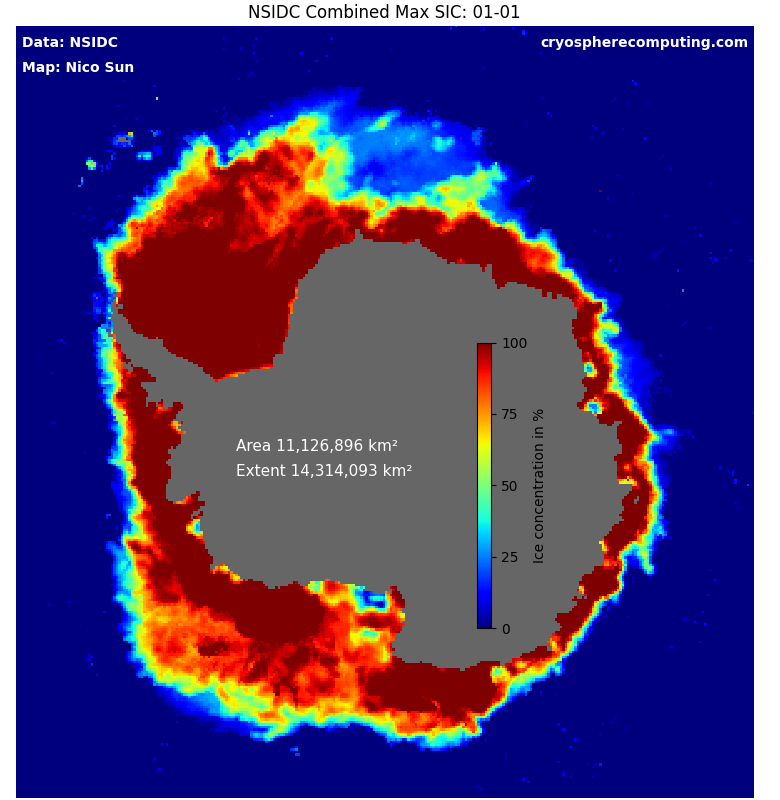 NSIDC Combined Max SIC: 01-01
Data: NSIDC
cryospherecomputing.com
Map: Nico Sun
100
75
50
25
0
Ice concentration in %
Area 11,126,896 km²
Extent 14,314,093 km²